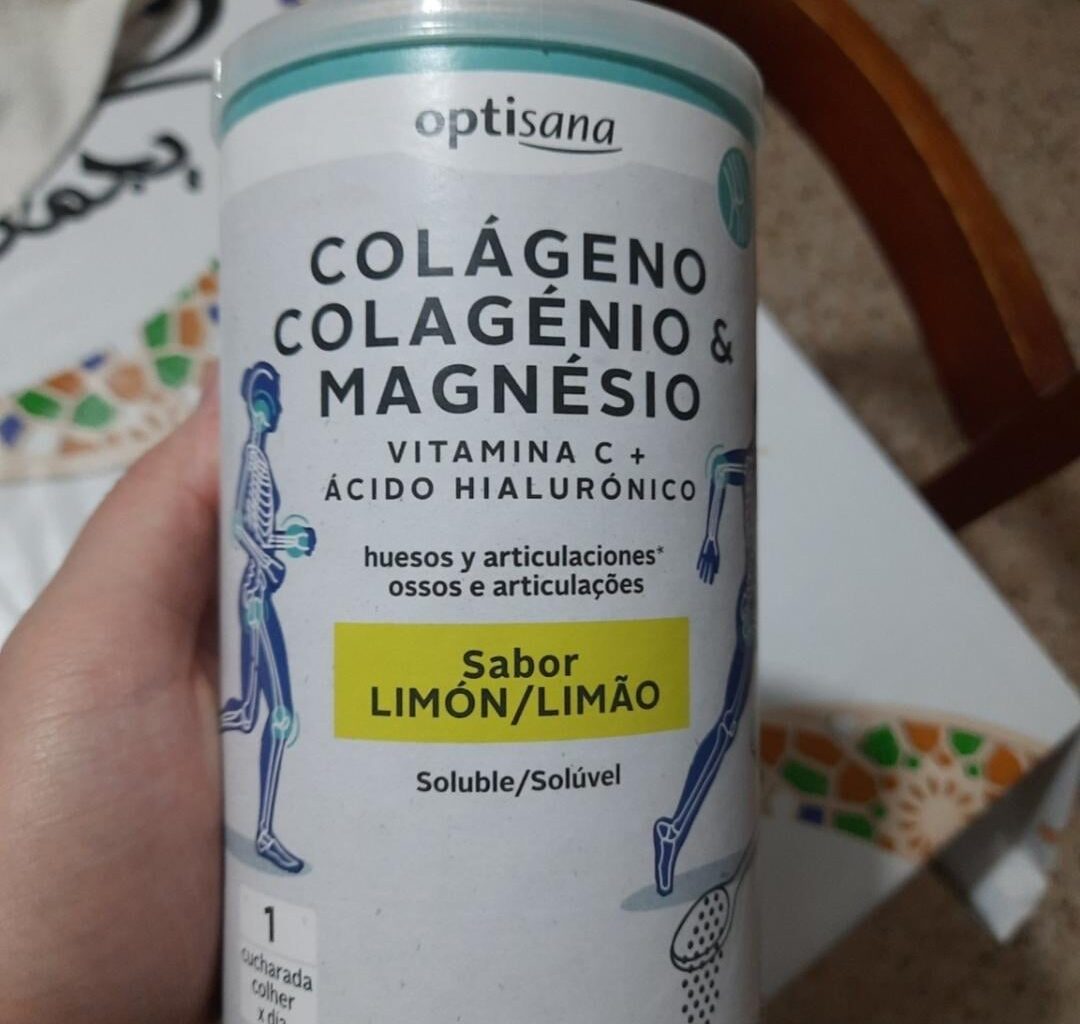 optisana
COLÁGENO
COLAGÉNIO &
MAGNÉSIO
VITAMINA C +
ÁCIDO HIALURÓNICO
huesos y articulaciones*
ossos e articulações
Sabor
LIMÓN/LIMÃO
Soluble/Solúvel
1
cucharada
colher
x día